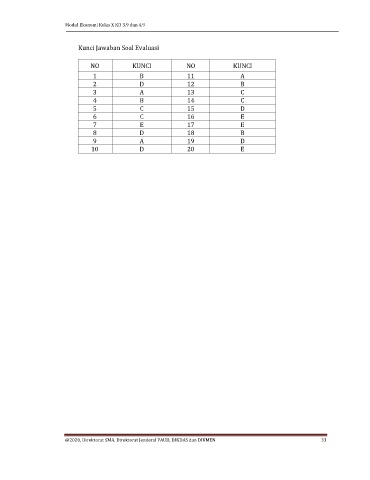 Modul Ekonomi Kelas X KD 3.9 dan 4.9
Kunci Jawaban Soal Evaluasi
NO KUNCI NO KUNCI
1 B 11 A
2 D 12 B
3 A 13 C
4 B 14 C
5 C 15 D
6 C 16 E
7 E 17 E
8 D 18 B
9 A 19 D
10 D 20 E
@2020, Direktorat SMA, Direktorat Jenderal PAUD, DIKDAS dan DIKMEN 33